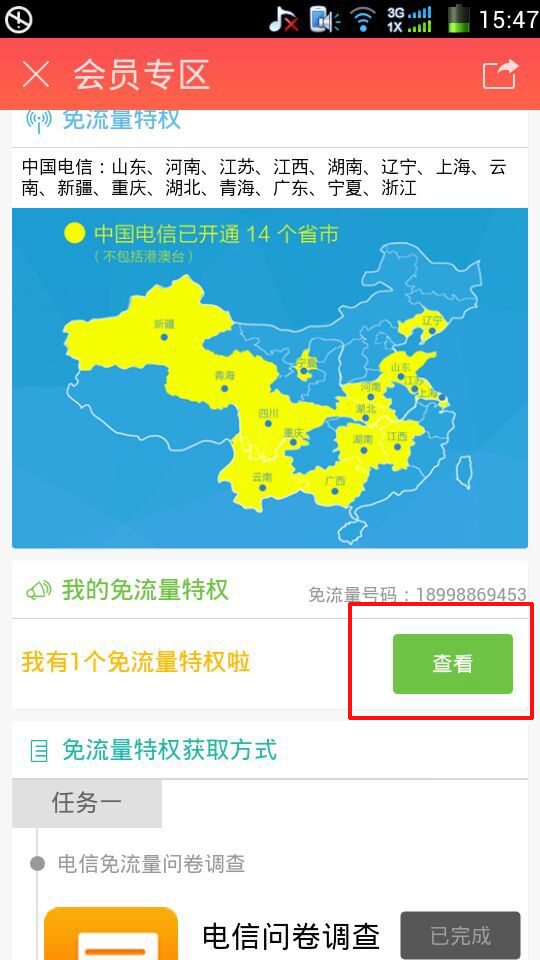 3G
1X
15:47
会员专区
免流量特权
中国电信：山东、河南、江苏、江西、湖南、辽宁、上海、云
南、新疆、重庆、湖北、青海、广东、宁夏、浙江
中国电信已开通 14 个省市
（不包括港澳台）
辽宁
新疆
宁夏
山东
青海
河南
江苏
上海
四川
湖北
重庆
湖南
江西
云南
广西
我的免流量特权
免流量号码：18998869453
我有1个免流量特权啦
查看
免流量特权获取方式
任务一
电信免流量问卷调查
电信问卷调查
已完成